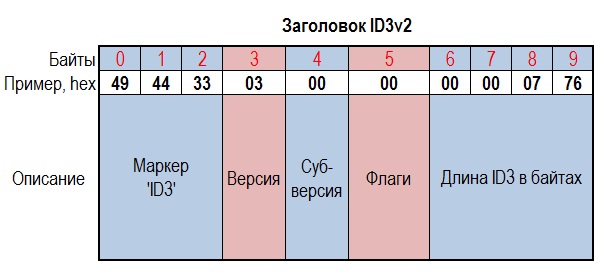 Заголовок ID3v2
Байты 0 1 2 3 4 5 6 7 8 9
Пример, hex 49 44 33 03 00 00 00 00 07 76
Описание Маркер 'ID3' Версия Суб-версия Флаги Длина ID3 в байтах